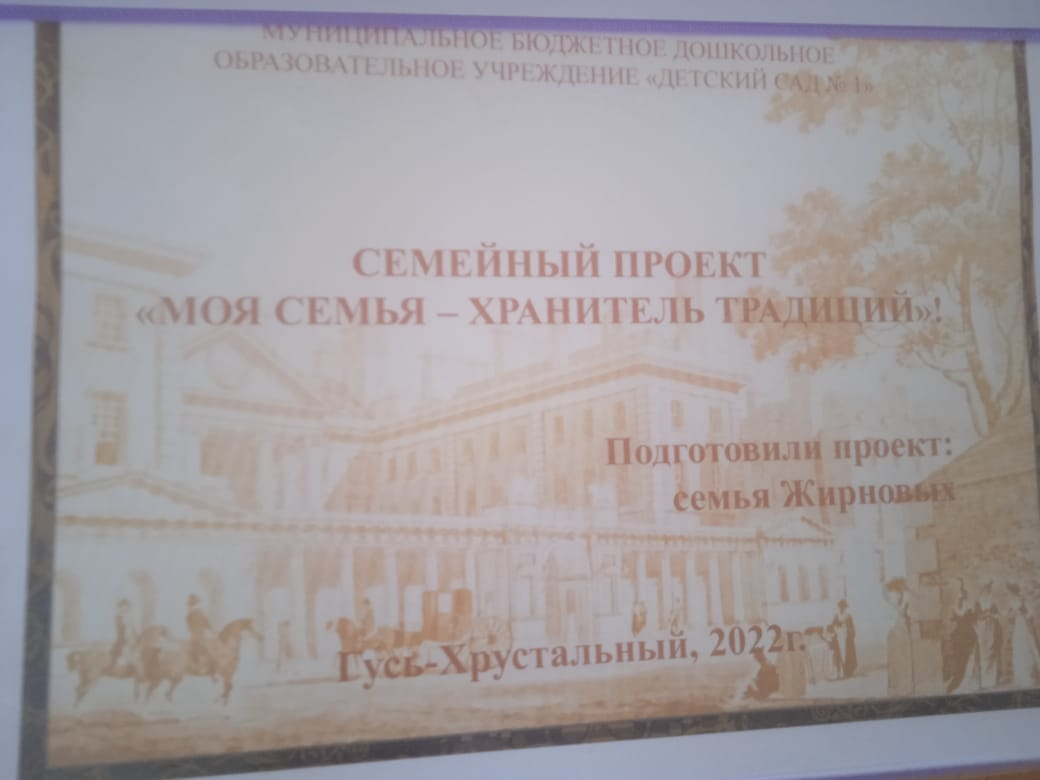 МУНИЦИПАЛЬНОЕ БЮДЖЕТНОЕ ДОШКОЛЬНОЕ
ОБРАЗОВАТЕЛЬНОЕ УЧРЕЖДЕНИЕ «ДЕТСКИЙ САД № 1»
СЕМЕЙНЫЙ ПРОЕКТ
«МОЯ СЕМЬЯ – ХРАНИТЕЛЬ ТРАДИЦИЙ»!
Подготовили проект:
семья Жирновых
Гусь-Хрустальный, 2022г.